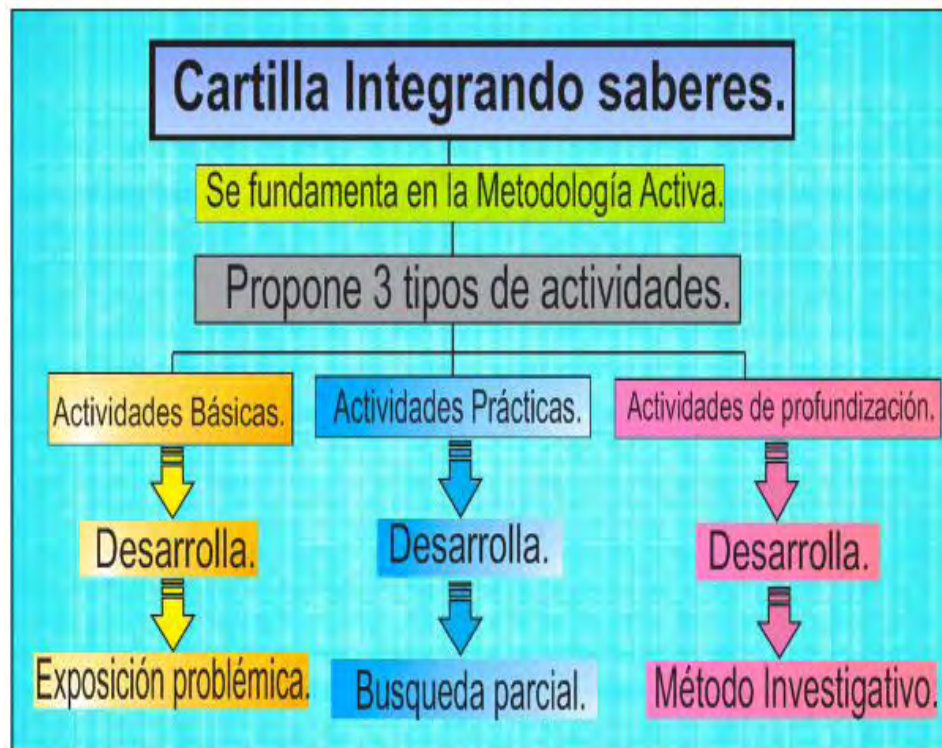 Cartilla Integrando saberes.
Se fundamenta en la Metodología Activa.
Propone 3 tipos de actividades.
Actividades Básicas.
Actividades Prácticas.
Actividades de profundización.
Desarrolla.
Desarrolla.
Desarrolla.
Exposición problémica.
Busqueda parcial.
Método Investigativo.